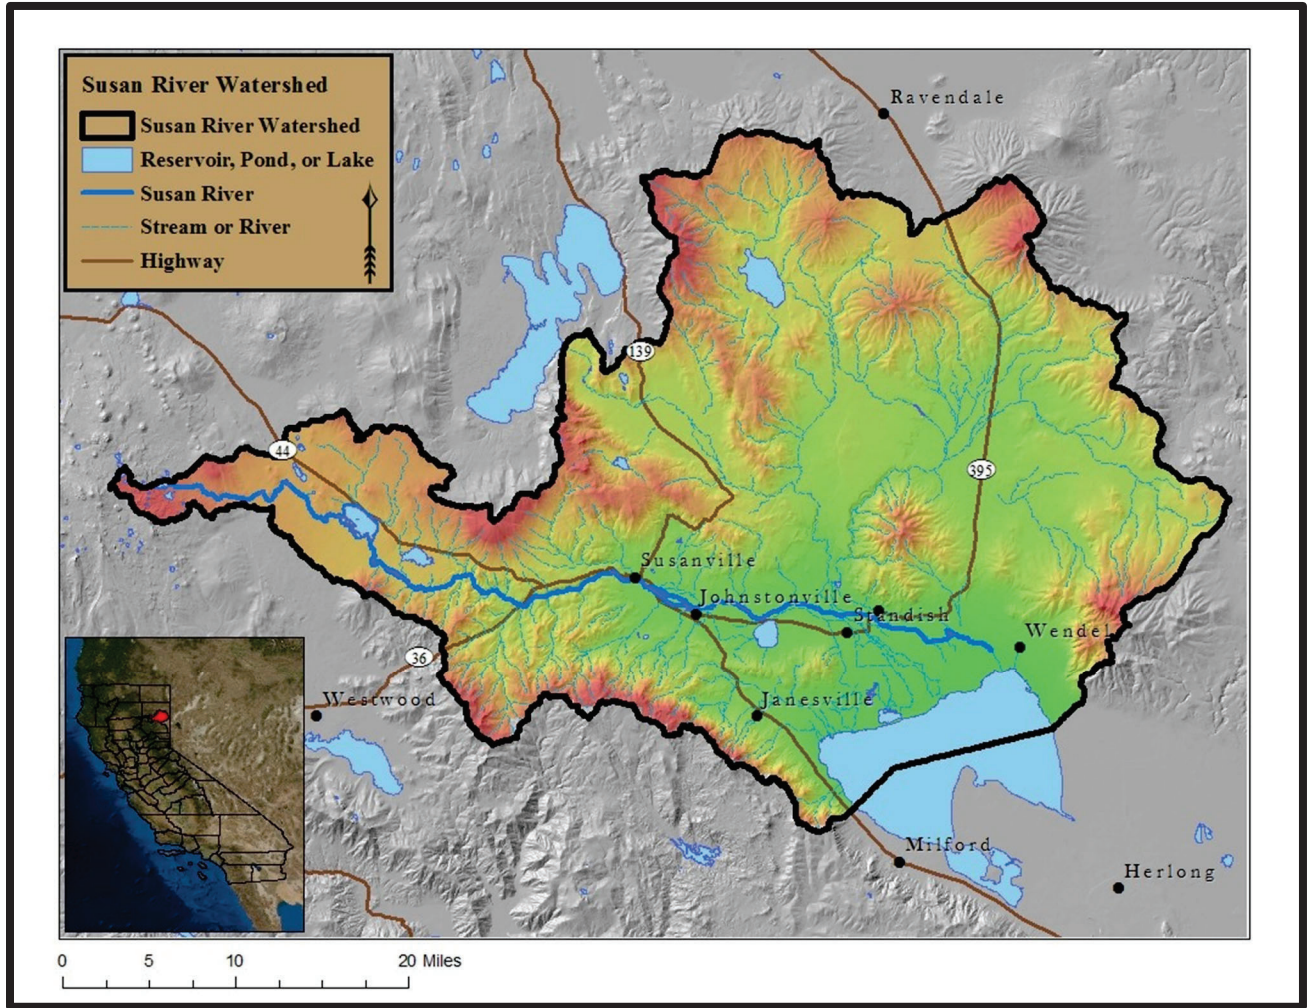 Susan River Watershed
Susan River Watershed
Reservoir, Pond, or Lake
Susan River
Stream or River
Highway
Ravendale
139
44
395
Susanville
Johnstonville
Standish
Wendel
36
Westwood
Janesville
Milford
Herlong
0 5 10 20 Miles